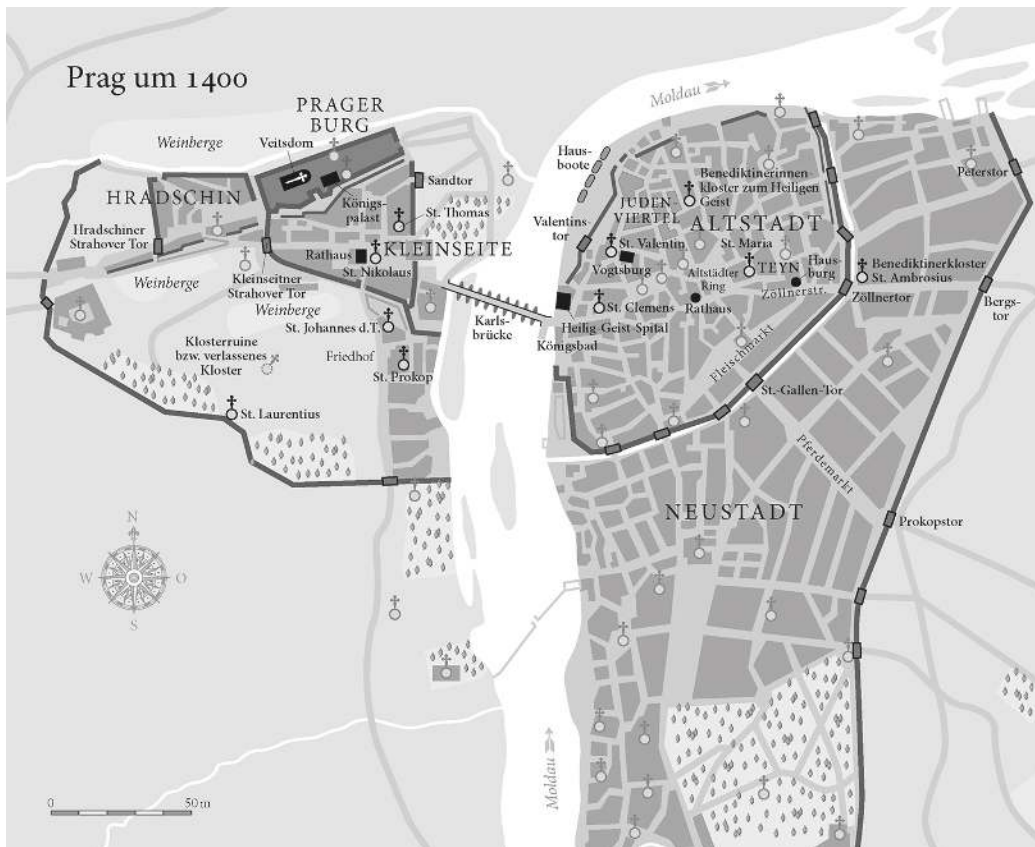 Prag um 1400
PRAGER
BURG
Weinberge
Veitsdom
HRADSCHIN
Königs-
palast
Sandtor
St. Thomas
Hradschiner
Strahover Tor
Rathaus
KLEINSEITE
St. Nikolaus
Weinberge
Kleinseitner
Strahover Tor
Weinberge
St. Johannes d.T.
Klosterruine
bzw. verlassenes
Kloster
Friedhof
St. Prokop
St. Laurentius
Karls-
brücke
Moldau
Haus-
boote
Valentins-
tor
JUDEN-
VIERTEL
Benediktinerinnen-
kloster zum Heiligen
Geist
ALTSTADT
St. Valentin
Vogtsburg
St. Maria
TEYN
Haus-
burg
Altstädter
Ring
Zöllnerstr.
Rathaus
St. Clemens
Heilig-Geist-Spital
Königsbad
Fleischmarkt
St.-Gallen-Tor
Benediktinerkloster
St. Ambrosius
Zöllnertor
Peterstor
Bergs-
tor
Pferdemarkt
NEUSTADT
Prokopstor
N
W
O
S
Moldau
0
50 m